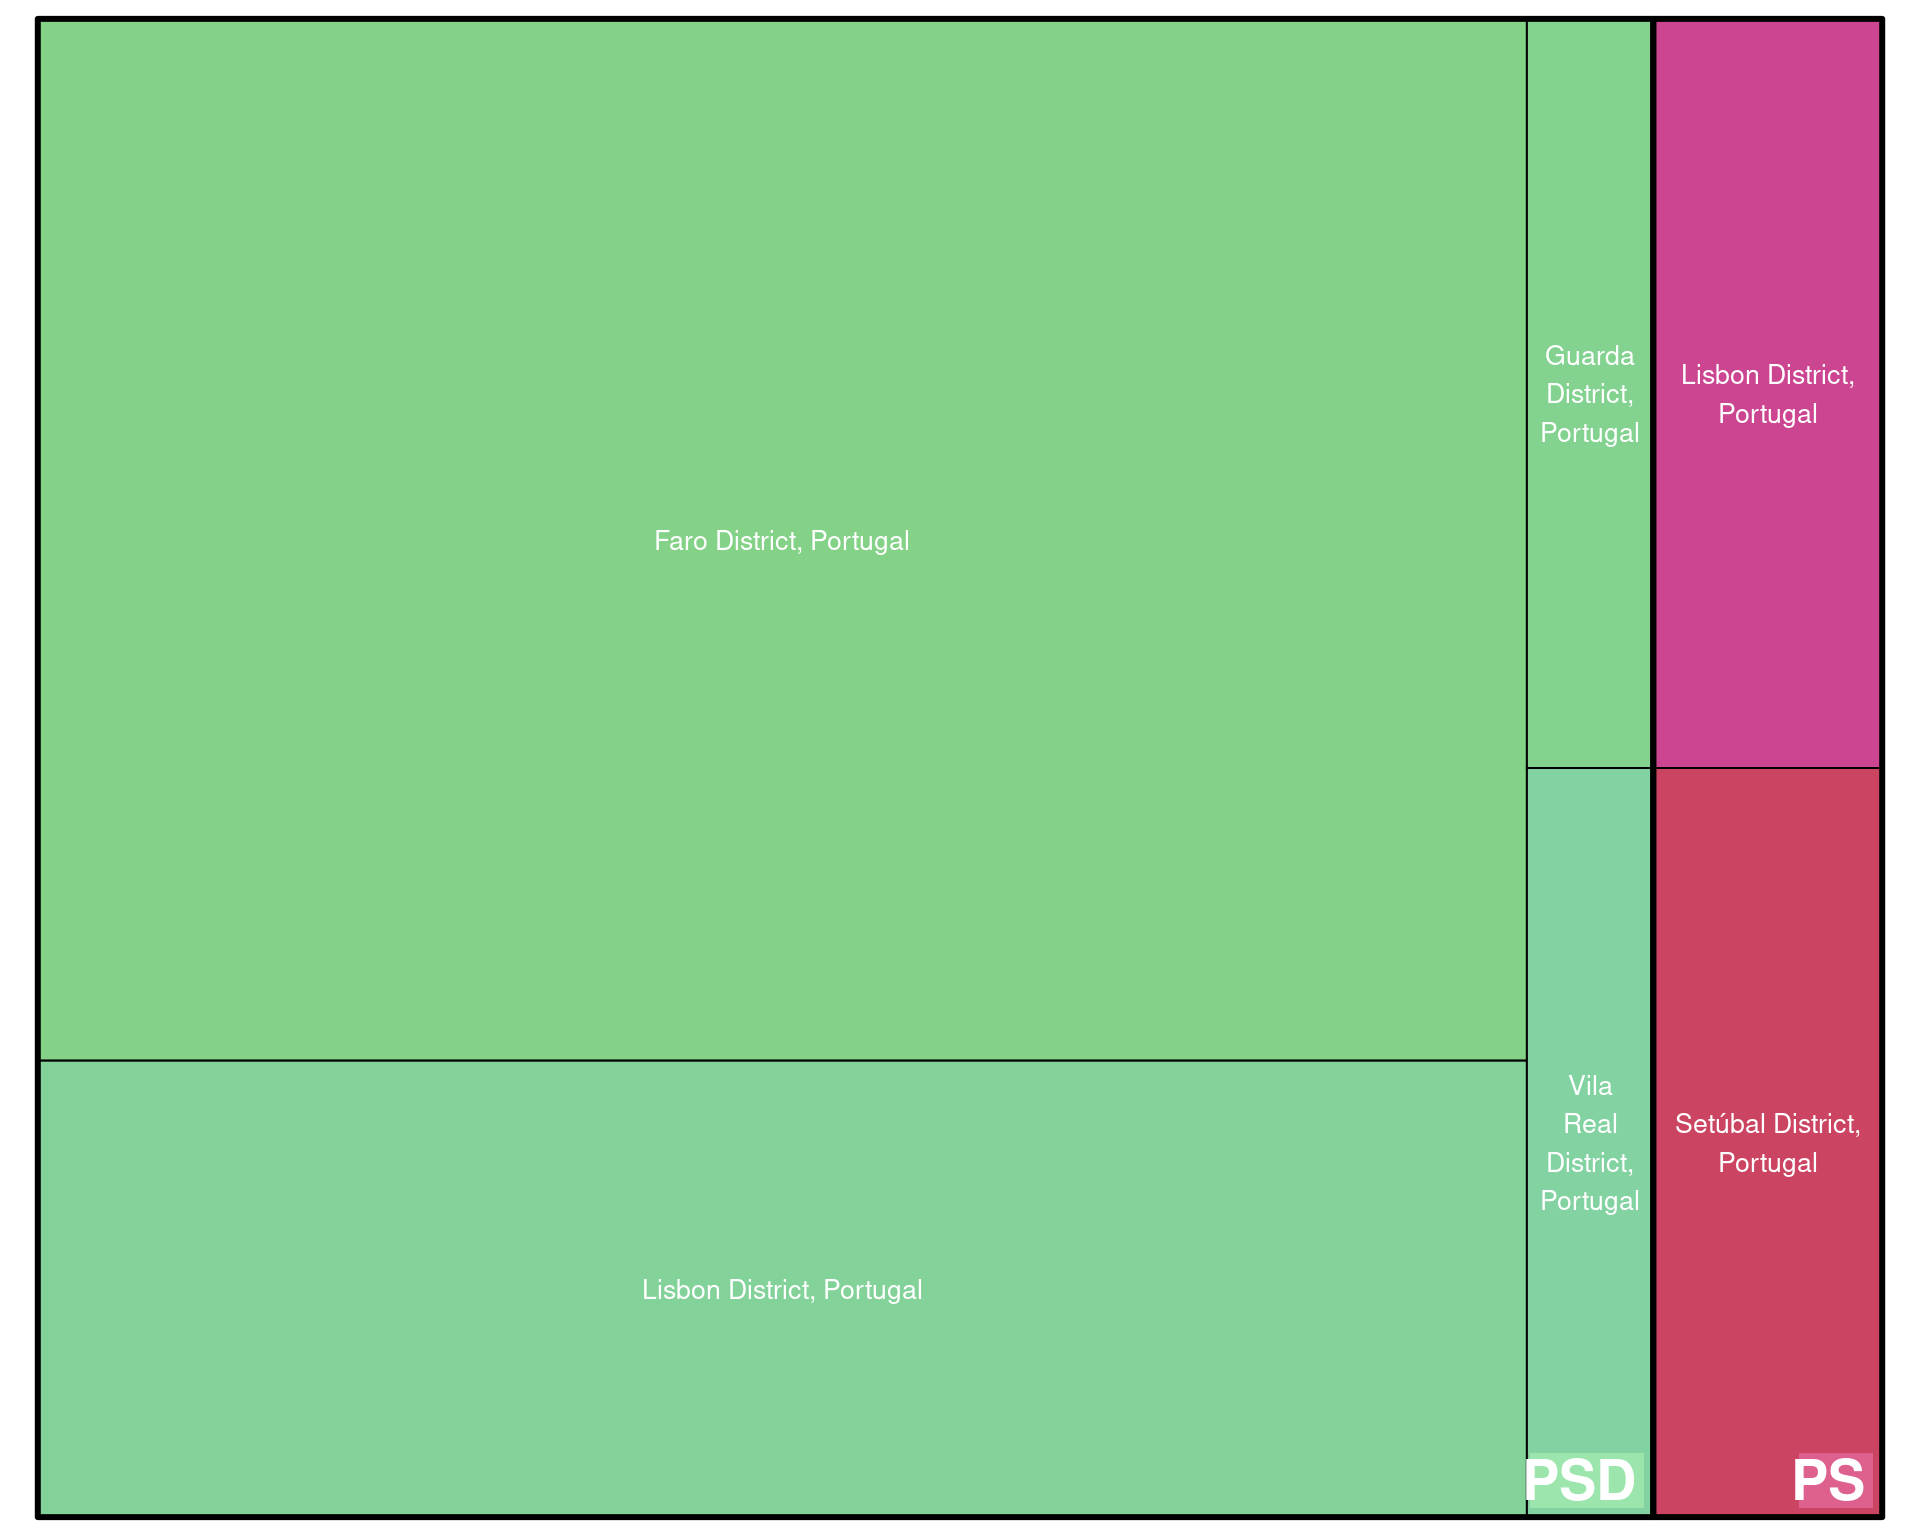 Faro District, Portugal
Lisbon District, Portugal
Guarda
District,
Portugal
Vila
Real
District,
Portugal
PSD
Lisbon District,
Portugal
Setúbal District,
Portugal
PS